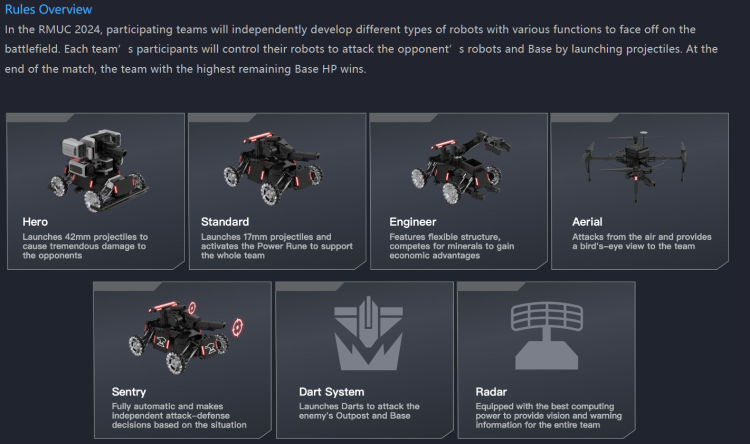 Rules Overview
In the RMUC 2024, participating teams will independently develop different types of robots with various functions to face off on the
battlefield. Each team's participants will control their robots to attack the opponent's robots and Base by launching projectiles. At the
end of the match, the team with the highest remaining Base HP wins.
Hero
Launches 42mm projectiles to
cause tremendous damage to
the opponents
Standard
Launches 17mm projectiles and
activates the Power Rune to support
the whole team
Engineer
Features flexible structure,
competes for minerals to gain
economic advantages
Aerial
Attacks from the air and provides
a bird's-eye view to the team
Sentry
Fully automatic and makes
independent attack-defense
decisions based on the situation
Dart System
Launches Darts to attack the
enemy's Outpost and Base
Radar
Equipped with the best computing
power to provide vision and warning
information for the entire team